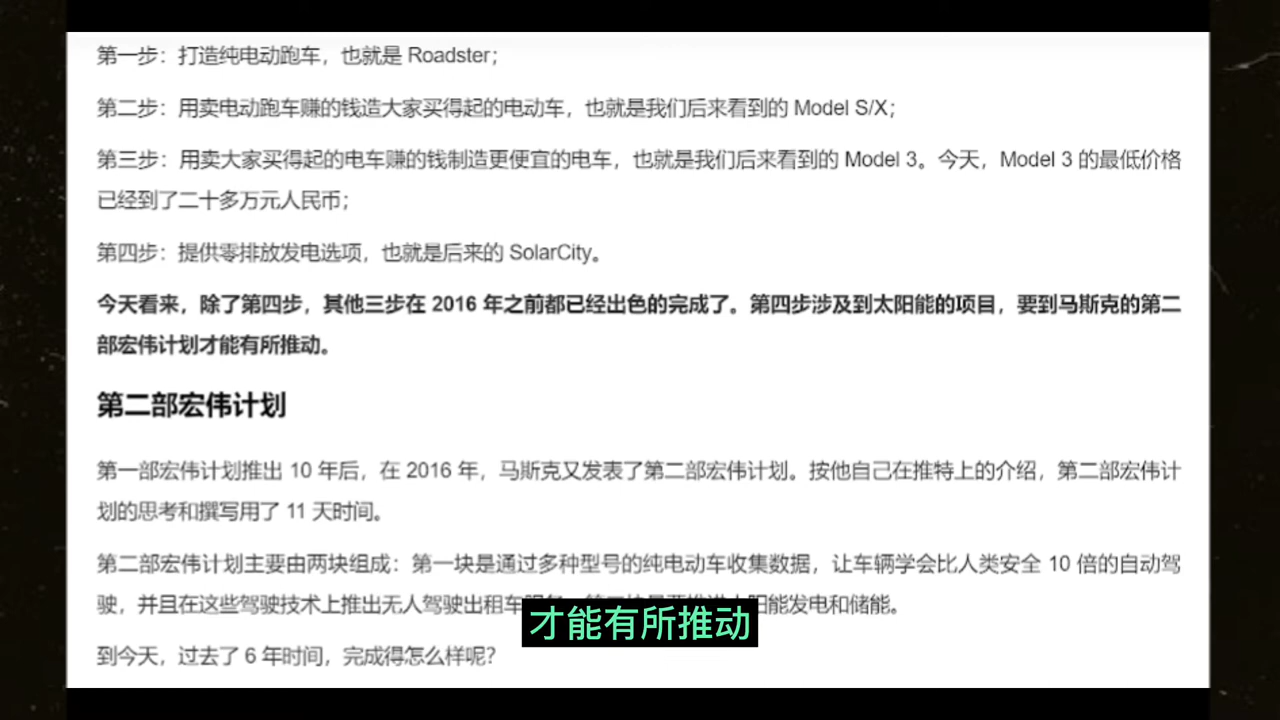 第一步：打造纯电动跑车，也就是 Roadster；
第二步：用卖电动跑车赚的钱造大家买得起的电动车，也就是我们后来看到的 Model S/X；
第三步：用卖大家买得起的电车赚的钱制造更便宜的电车，也就是我们后来看到的 Model 3。今天，Model 3 的最低价格
已经到了二十多万元人民币；
第四步：提供零排放发电选项，也就是后来的 SolarCity。
今天看来，除了第四步，其他三步在 2016 年之前都已经出色的完成了。第四步涉及到太阳能的项目，要到马斯克的第二
部宏伟计划才能有所推动。
第二部宏伟计划
第一部宏伟计划推出 10 年后，在 2016 年，马斯克又发表了第二部宏伟计划。按他自己在推特上的介绍，第二部宏伟计
划的思考和撰写用了 11 天时间。
第二部宏伟计划主要由两块组成：第一块是通过多种型号的纯电动车收集数据，让车辆学会比人类安全 10 倍的自动驾
驶，并且在这些驾驶技术上推出无人驾驶出租车阳能发电和储能。
才能有所推动
到今天，过去了 6 年时间，完成得怎么样呢？